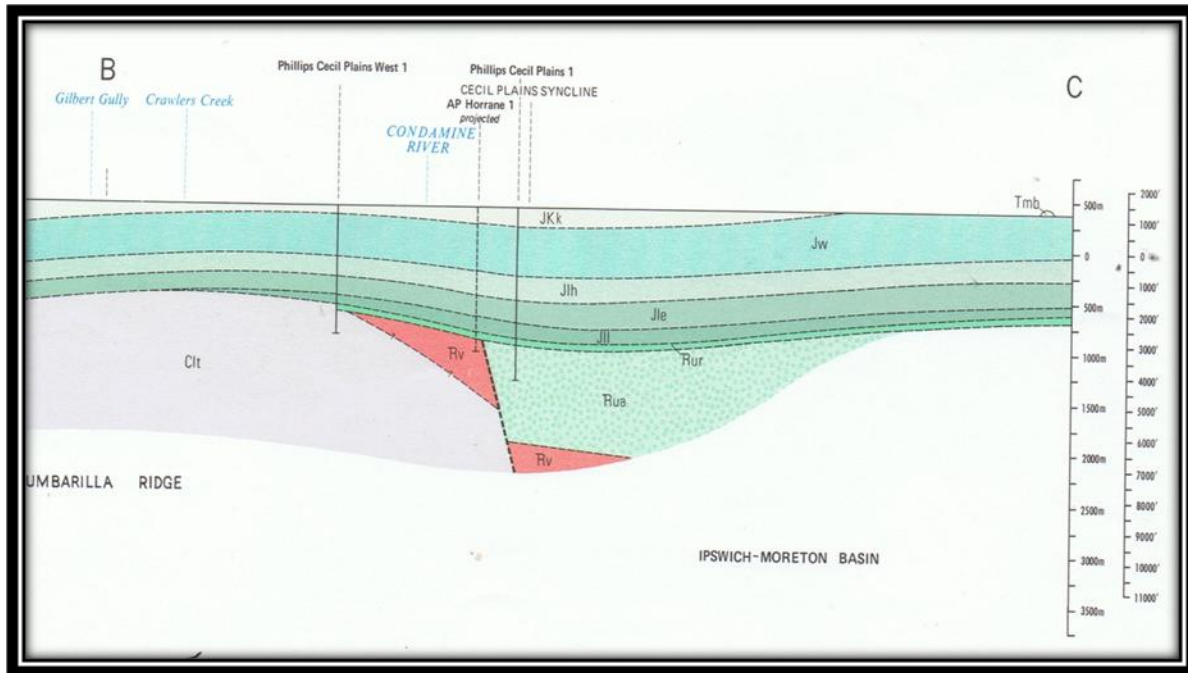 B
Phillips Cecil Plains West 1
Phillips Cecil Plains 1
CECIL PLAINS SYNCLINE
C
Gilbert Gully
Crawlers Creek
AP Horrane 1
projected
CONDAMINE
RIVER
Tmb
JKk
Jw
Jlh
Jle
Jll
Rur
Clt
Rv
Rua
Rv
UMBARILLA RIDGE
IPSWICH-MORETON BASIN
500m
0
500m
1000m
1500m
2000m
2500m
3000m
3500m
2000'
1000'
0
1000'
2000'
3000'
4000'
5000'
6000'
7000'
8000'
9000'
10000'
11000'